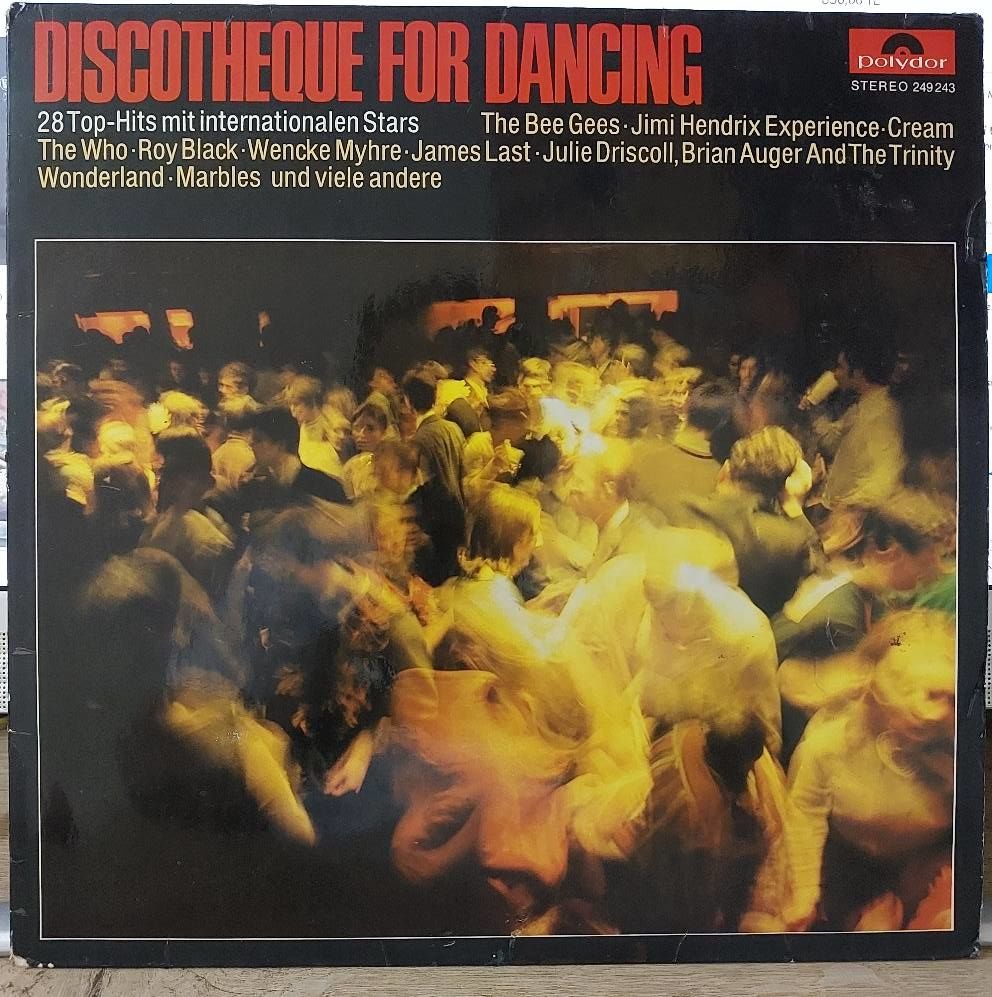 DISCOTHEQUE FOR DANCING
polydor
STEREO 249 243
28 Top-Hits mit internationalen Stars The Bee Gees · Jimi Hendrix Experience · Cream
The Who · Roy Black · Wencke Myhre · James Last · Julie Driscoll, Brian Auger And The Trinity
Wonderland · Marbles und viele andere